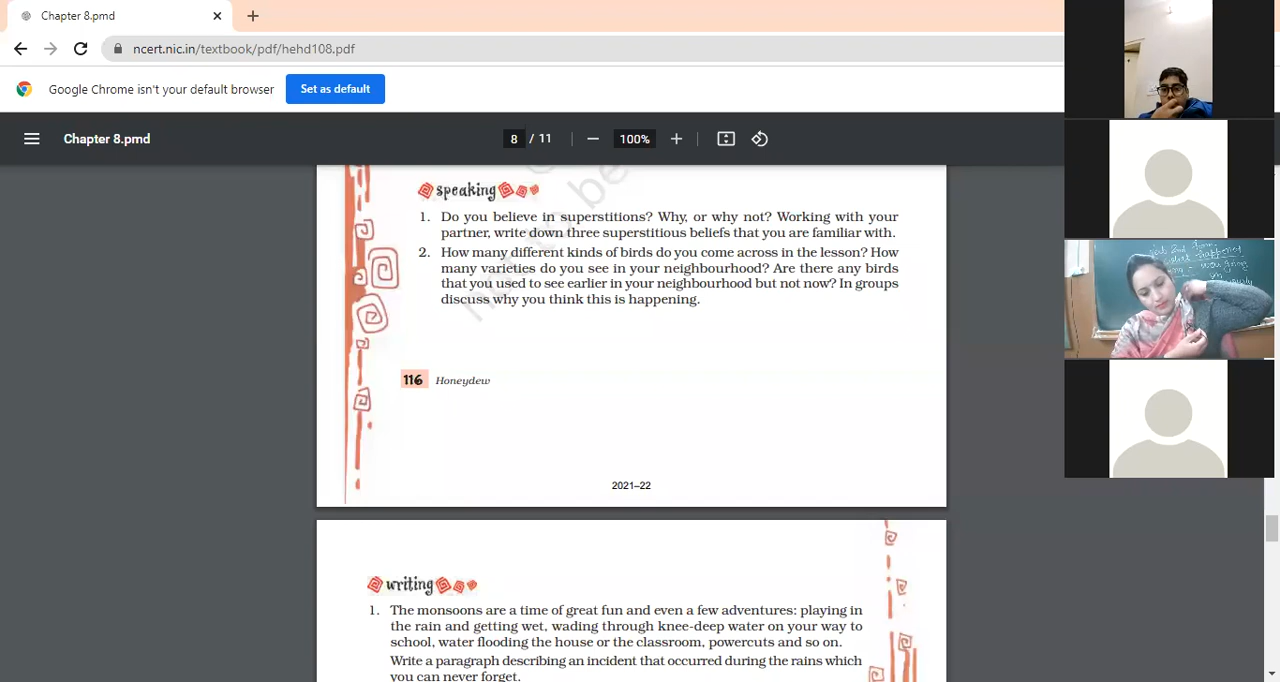 Chapter 8.pmd
ncert.nic.in/textbook/pdf/hehd108.pdf
Google Chrome isn't your default browser
Set as default
Chapter 8.pmd
8 / 11
100%
speaking
1. Do you believe in superstitions? Why, or why not? Working with your
partner, write down three superstitious beliefs that you are familiar with.
2. How many different kinds of birds do you come across in the lesson? How
many varieties do you see in your neighbourhood? Are there any birds
that you used to see earlier in your neighbourhood but not now? In groups
discuss why you think this is happening.
116 Honeydew
2021–22
writing
1. The monsoons are a time of great fun and even a few adventures: playing in
the rain and getting wet, wading through knee-deep water on your way to
school, water flooding the house or the classroom, powercuts and so on.
Write a paragraph describing an incident that occurred during the rains which
you can never forget.